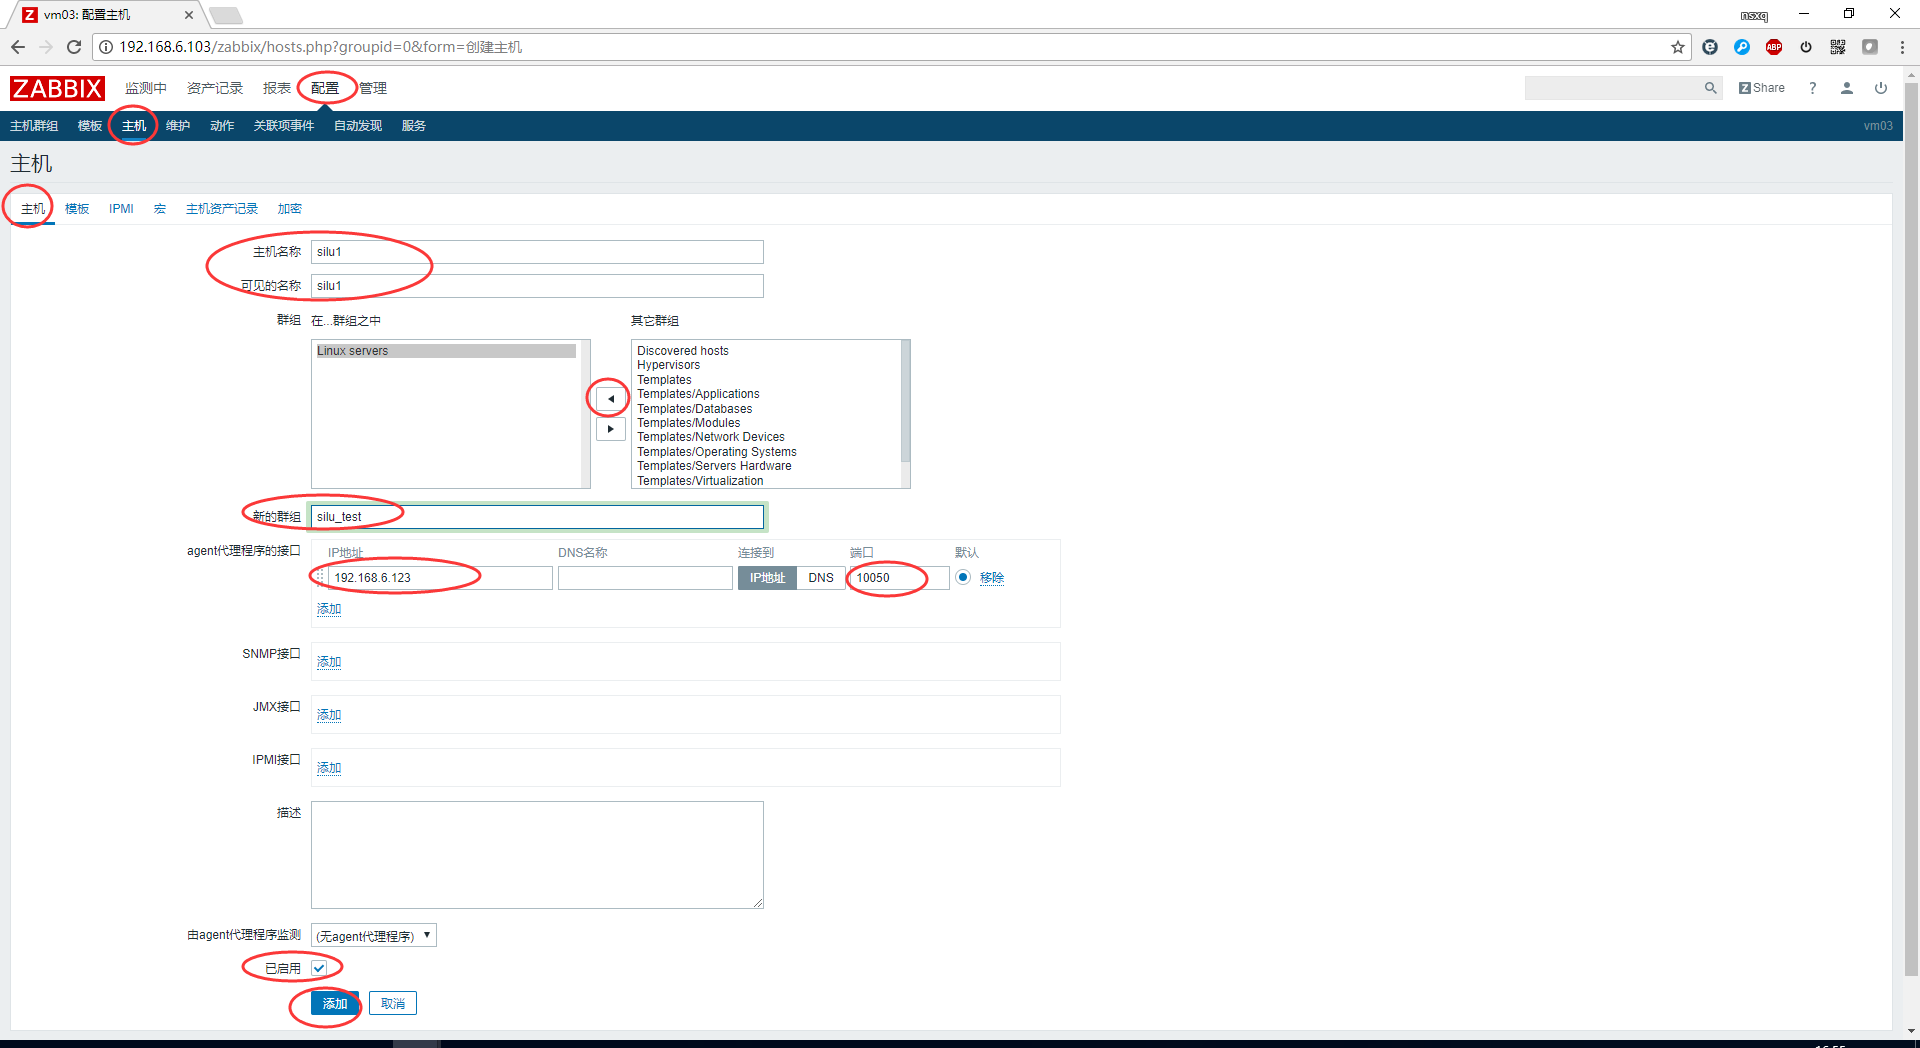 vm03: 配置主机
nsxq
192.168.6.103/zabbix/hosts.php?groupid=0&form=创建主机
ABP
ZABBIX 监测中 资产记录 报表 配置 管理
Z Share ?
主机群组 模板 主机 维护 动作 关联项事件 自动发现 服务 vm03
主机
主机 模板 IPMI 宏 主机资产记录 加密
主机名称 silu1
可见的名称 silu1
群组 在...群组之中 其它群组
Linux servers
Discovered hosts
Hypervisors
Templates
Templates/Applications
Templates/Databases
Templates/Modules
Templates/Network Devices
Templates/Operating Systems
Templates/Servers Hardware
Templates/Virtualization
新的群组 silu_test
agent代理程序的接口 IP地址 DNS名称 连接到 端口 默认
192.168.6.123 IP地址 DNS 10050 移除
添加
SNMP接口 添加
JMX接口 添加
IPMI接口 添加
描述
由agent代理程序监测 (无agent代理程序)
已启用
添加 取消